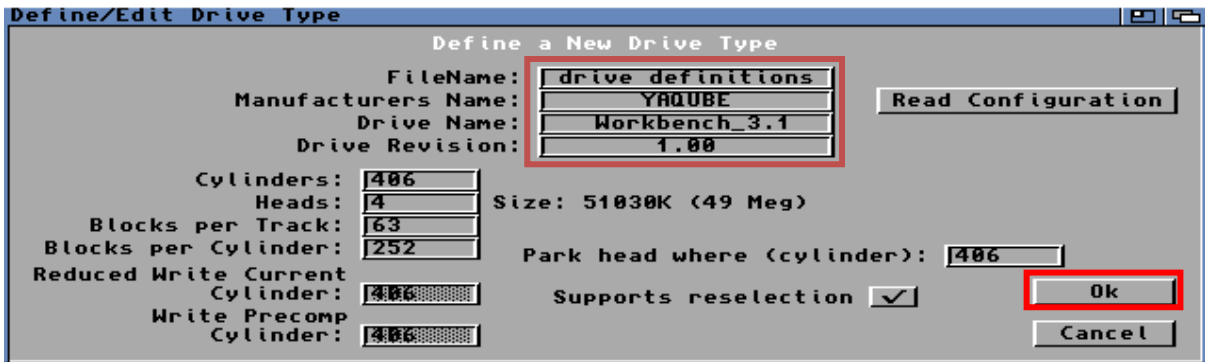 Define/Edit Drive Type
Define a New Drive Type
FileName: drive definitions
Manufacturers Name: YAQUBE Read Configuration
Drive Name: Workbench_3.1
Drive Revision: 1.00
Cylinders: 406
Heads: 4 Size: 51030K (49 Meg)
Blocks per Track: 63
Blocks per Cylinder: 252 Park head where (cylinder): 406
Reduced Write Current
Cylinder: 406 Supports reselection Ok
Write Precomp
Cylinder: 406 Cancel